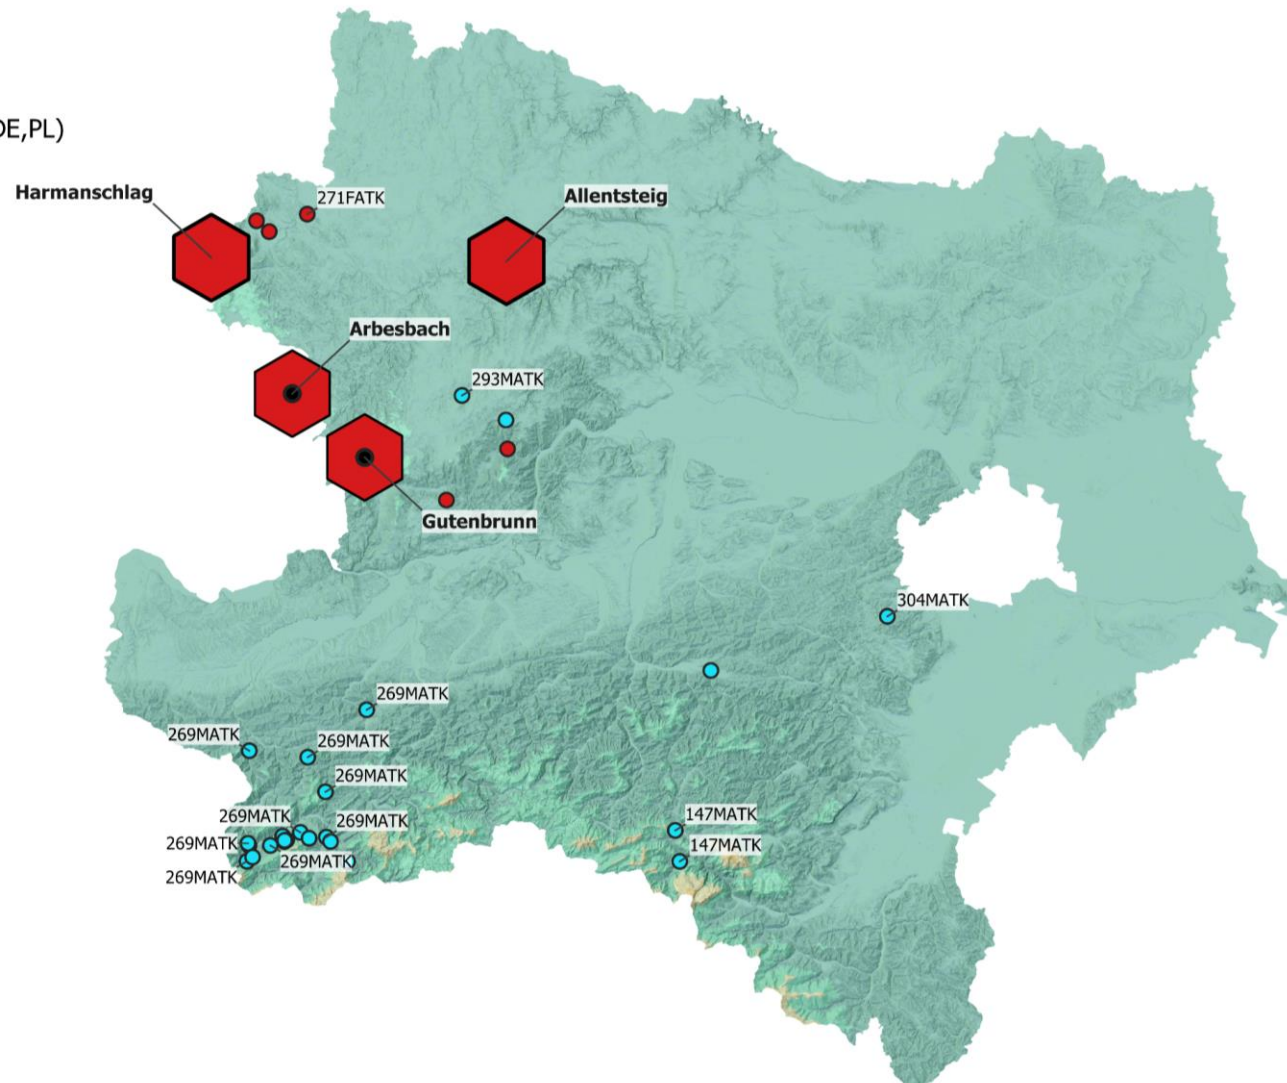 DE,PL)
Harmanschlag
271FATK
Allentsteig
Arbesbach
293MATK
Gutenbrunn
304MATK
269MATK
269MATK
269MATK
269MATK
269MATK
269MATK
147MATK
269MATK
147MATK
269MATK
269MATK